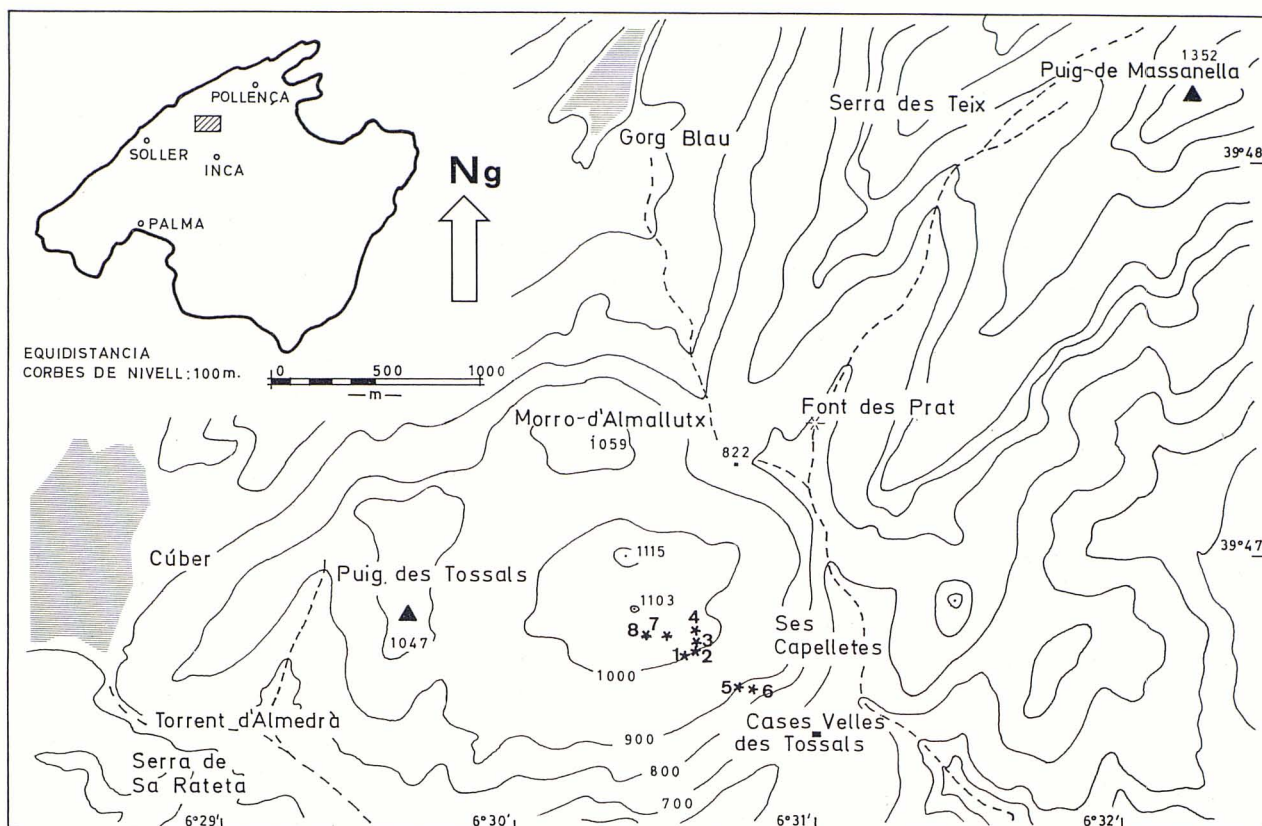 POLLENÇA
SOLLER
INCA
PALMA
Ng
EQUIDISTANCIA
CORBES DE NIVELL: 100 m.
0 500 1000
m
1352
Puig de Massanella
Serra des Teix
Gorg Blau
39°48
Font des Prat
Morro d'Almallutx
1059
822
39°47
Cúber
Puig des Tossals
1047
1115
1103
8 7 4
3
1 2
1000
5 6
Ses
Capelletes
Torrent d'Almedrà
Cases Velles
des Tossals
Serra de
Sa Rateta
900
800
700
6°29'
6°30'
6°31'
6°32'